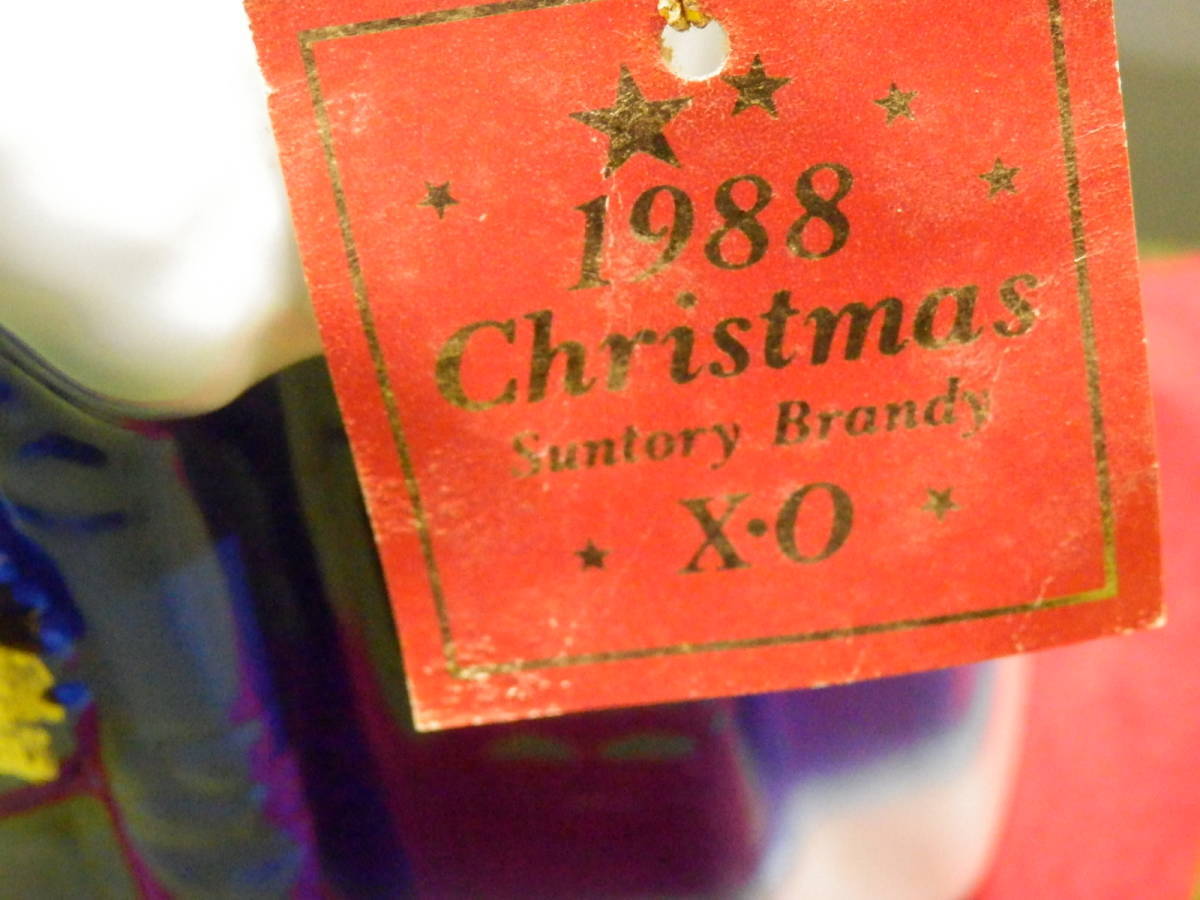 1988
Christmas
Suntory Brandy
X·O